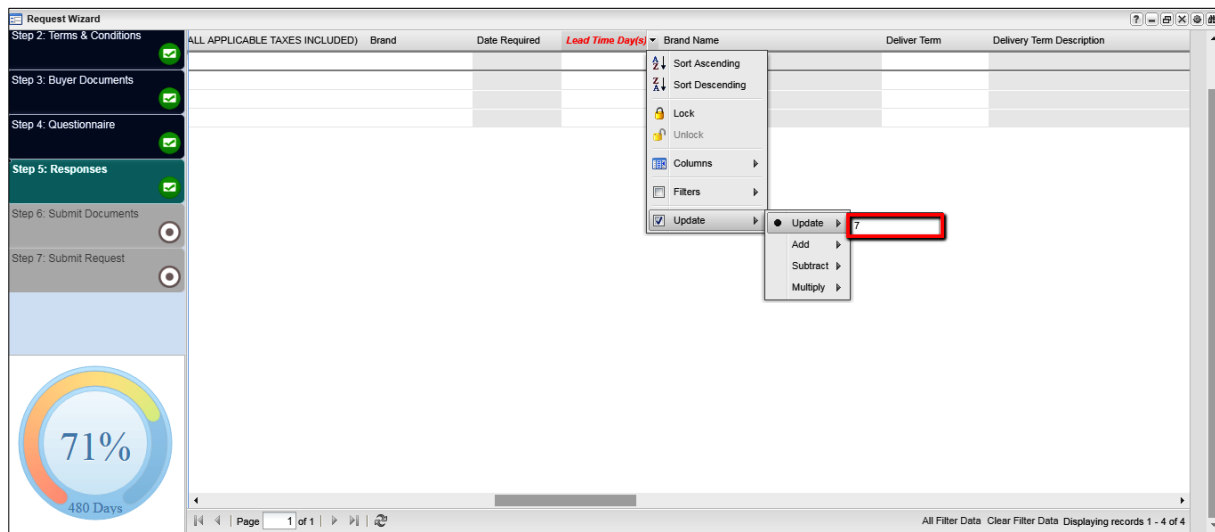 Request Wizard
Step 2: Terms & Conditions
Step 3: Buyer Documents
Step 4: Questionnaire
Step 5: Responses
Step 6: Submit Documents
Step 7: Submit Request
71%
480 Days
ALL APPLICABLE TAXES INCLUDED) Brand Date Required Lead Time Day(s) Brand Name Deliver Term Delivery Term Description
Sort Ascending
Sort Descending
Lock
Unlock
Columns
Filters
Update
Update 7
Add
Subtract
Multiply
Page 1 of 1 All Filter Data Clear Filter Data Displaying records 1 - 4 of 4